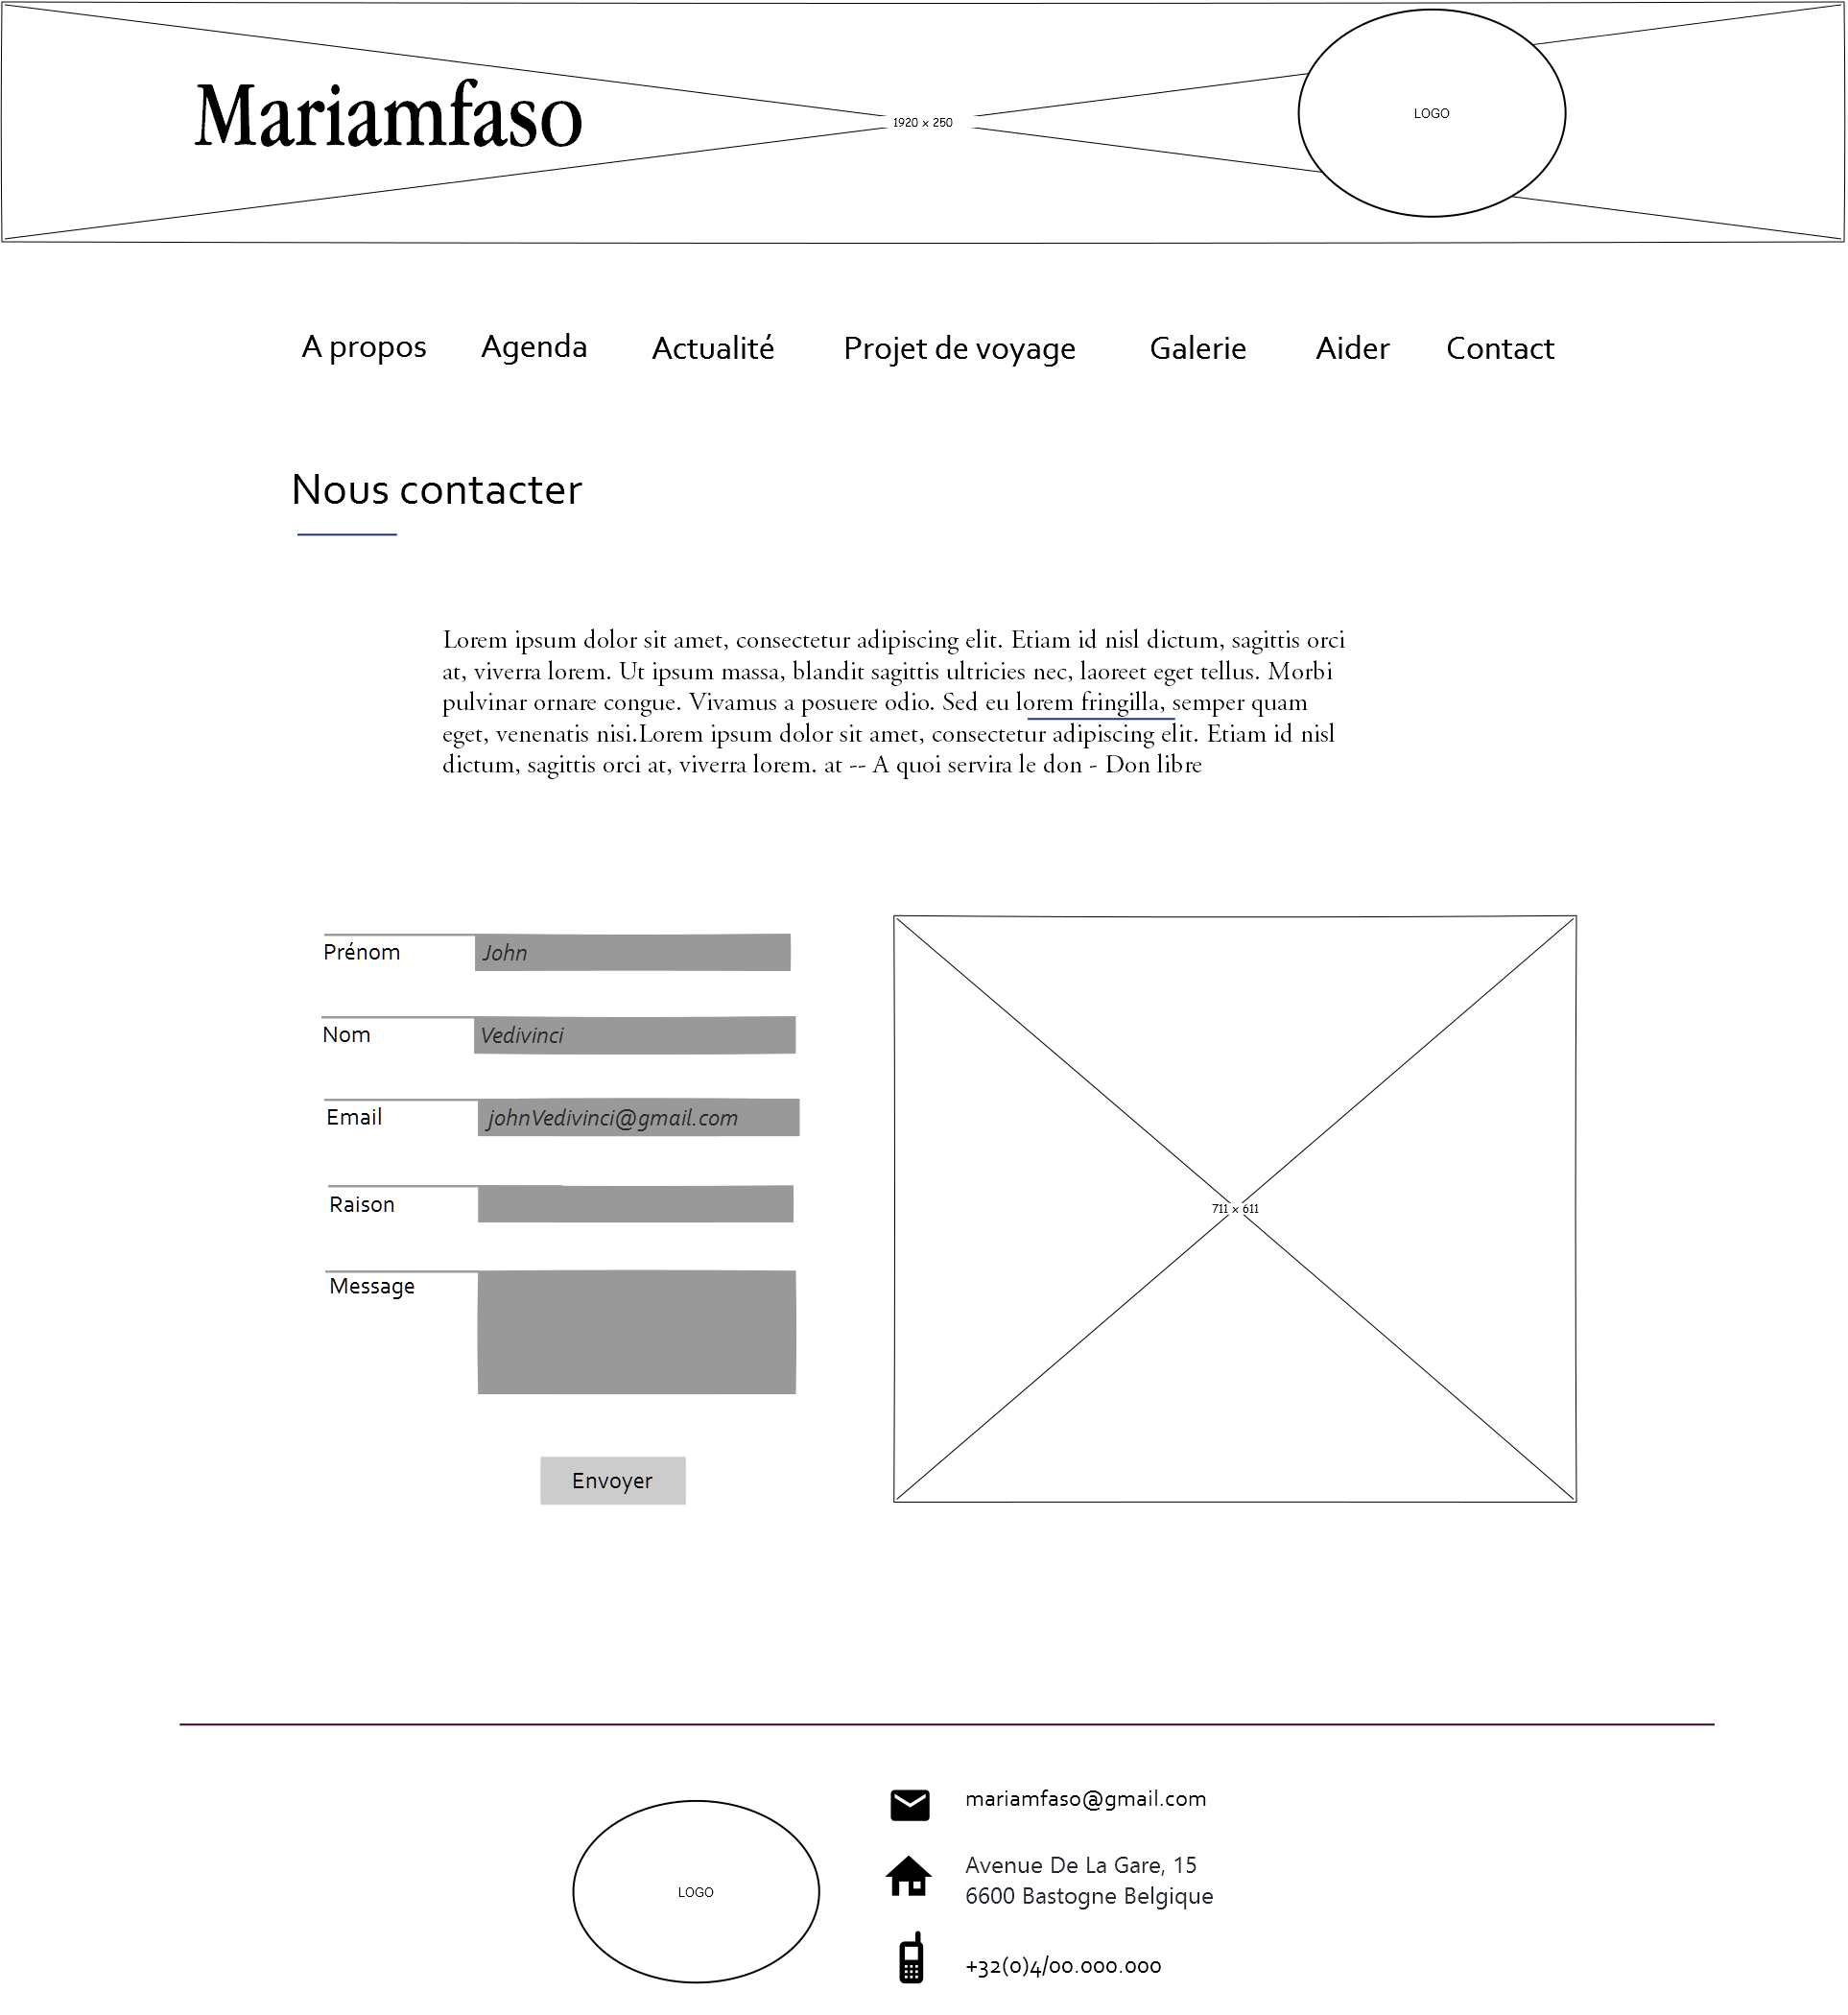 Mariamfaso
1920 x 250
LOGO
A propos Agenda Actualité Projet de voyage Galerie Aider Contact
Nous contacter
Lorem ipsum dolor sit amet, consectetur adipiscing elit. Etiam id nisl dictum, sagittis orci
at, viverra lorem. Ut ipsum massa, blandit sagittis ultricies nec, laoreet eget tellus. Morbi
pulvinar ornare congue. Vivamus a posuere odio. Sed eu lorem fringilla, semper quam
eget, venenatis nisi.Lorem ipsum dolor sit amet, consectetur adipiscing elit. Etiam id nisl
dictum, sagittis orci at, viverra lorem. at -- A quoi servira le don - Don libre
Prénom John
Nom Vedivinci
Email johnVedivinci@gmail.com
Raison
Message
Envoyer
711 x 611
LOGO
mariamfaso@gmail.com
Avenue De La Gare, 15
6600 Bastogne Belgique
+32(0)4/00.000.000